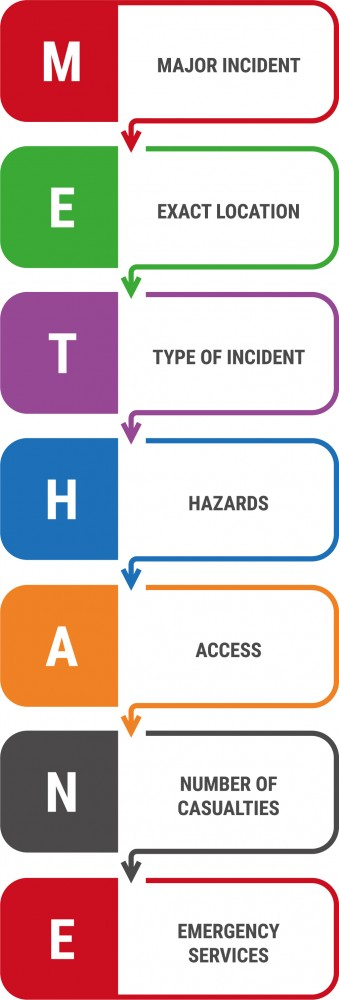 M
MAJOR INCIDENT
E
EXACT LOCATION
T
TYPE OF INCIDENT
H
HAZARDS
A
ACCESS
N
NUMBER OF
CASUALTIES
E
EMERGENCY
SERVICES